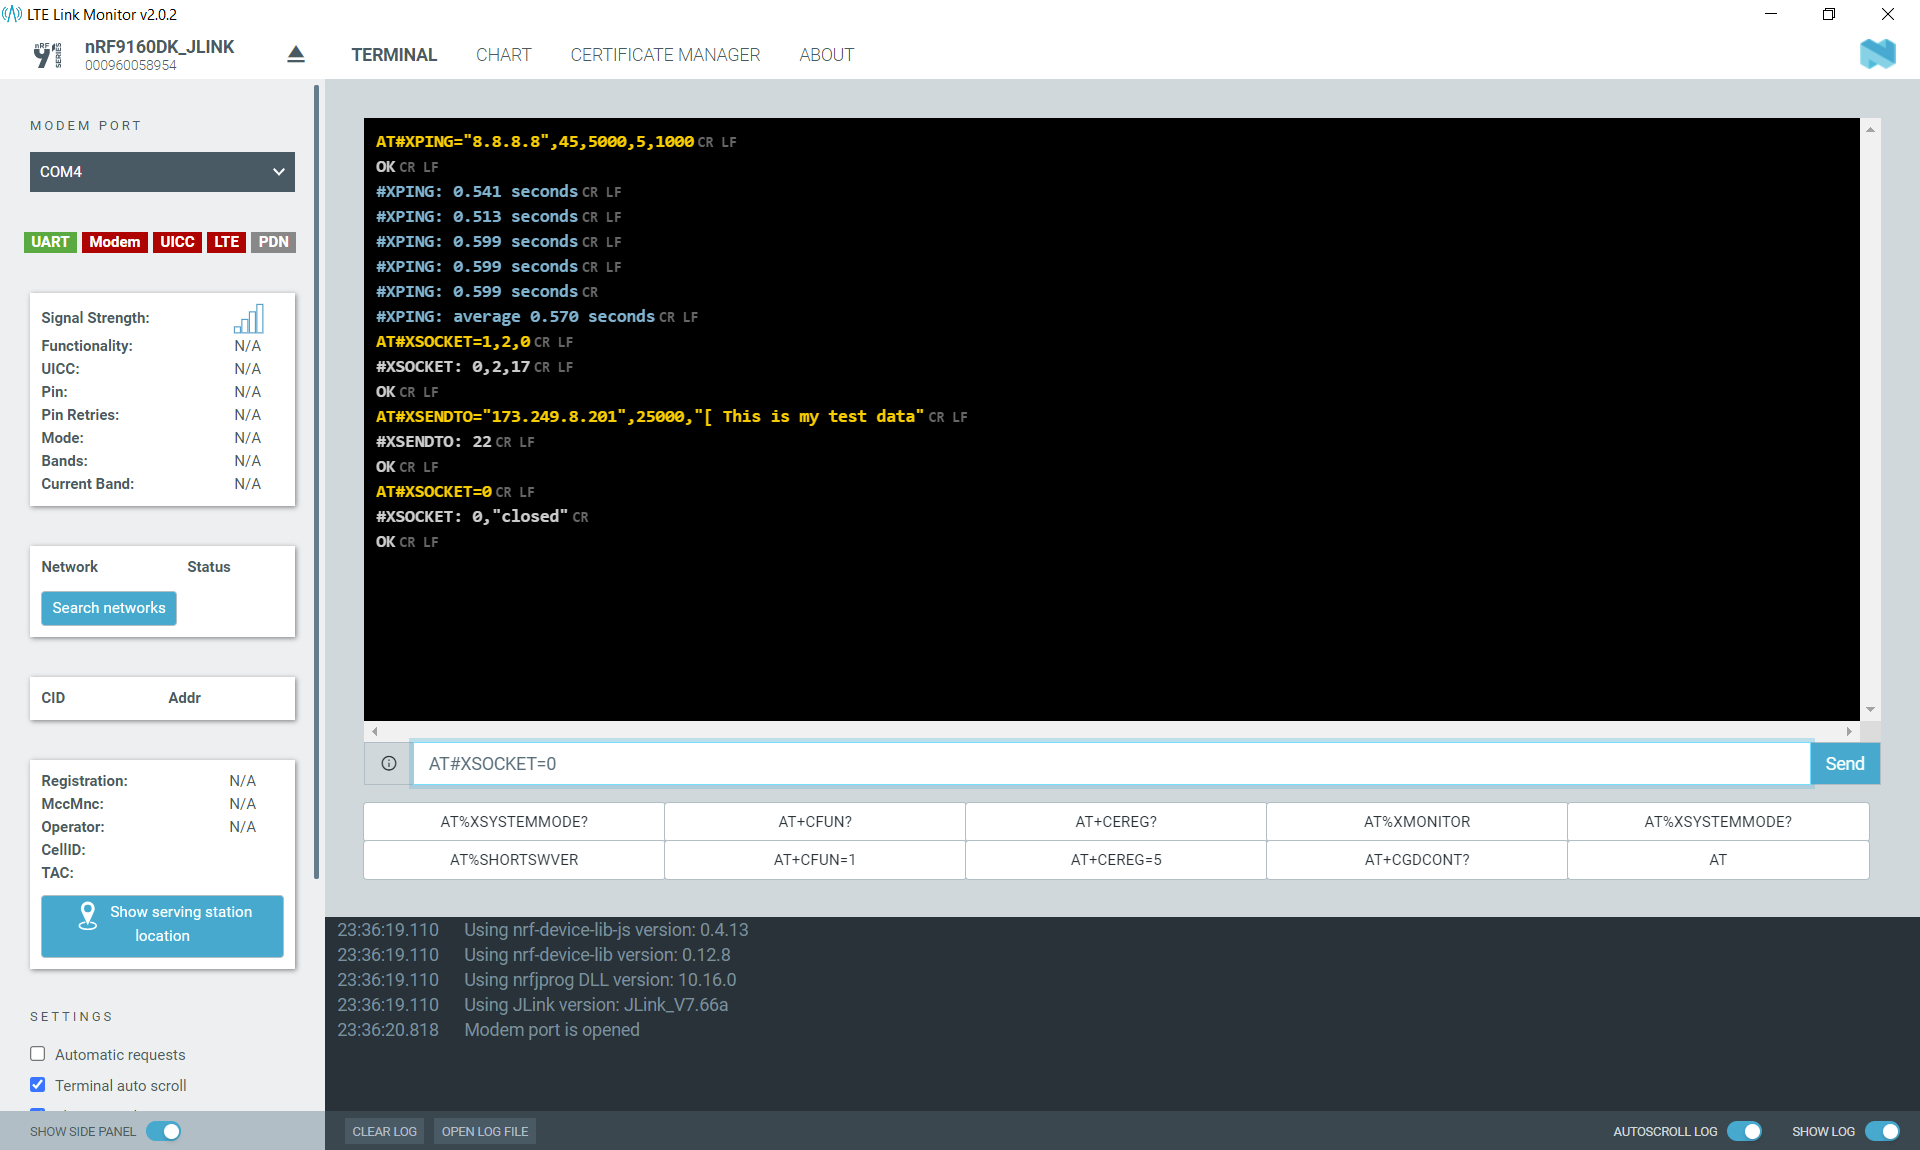 LTE Link Monitor v2.0.2
nRF
91
SERIES
nRF9160DK_JLINK
000960058954
TERMINAL
CHART
CERTIFICATE MANAGER
ABOUT
MODEM PORT
COM4
UART Modem UICC LTE PDN
Signal Strength:
Functionality: N/A
UICC: N/A
Pin: N/A
Pin Retries: N/A
Mode: N/A
Bands: N/A
Current Band: N/A
Network Status
Search networks
CID Addr
Registration: N/A
MccMnc: N/A
Operator: N/A
CellID:
TAC:
Show serving station
location
SETTINGS
Automatic requests
Terminal auto scroll
SHOW SIDE PANEL
AT#XPING="8.8.8.8",45,5000,5,1000 CR LF
OK CR LF
#XPING: 0.541 seconds CR LF
#XPING: 0.513 seconds CR LF
#XPING: 0.599 seconds CR LF
#XPING: 0.599 seconds CR LF
#XPING: 0.599 seconds CR
#XPING: average 0.570 seconds CR LF
AT#XSOCKET=1,2,0 CR LF
#XSOCKET: 0,2,17 CR LF
OK CR LF
AT#XSENDTO="173.249.8.201",25000,"[ This is my test data" CR LF
#XSENDTO: 22 CR LF
OK CR LF
AT#XSOCKET=0 CR LF
#XSOCKET: 0,"closed" CR
OK CR LF
AT#XSOCKET=0
Send
AT%XSYSTEMMODE? AT+CFUN? AT+CEREG? AT%XMONITOR AT%XSYSTEMMODE?
AT%SHORTSWVER AT+CFUN=1 AT+CEREG=5 AT+CGDCONT? AT
23:36:19.110 Using nrf-device-lib-js version: 0.4.13
23:36:19.110 Using nrf-device-lib version: 0.12.8
23:36:19.110 Using nrfjprog DLL version: 10.16.0
23:36:19.110 Using JLink version: JLink_V7.66a
23:36:20.818 Modem port is opened
CLEAR LOG OPEN LOG FILE AUTOSCROLL LOG SHOW LOG